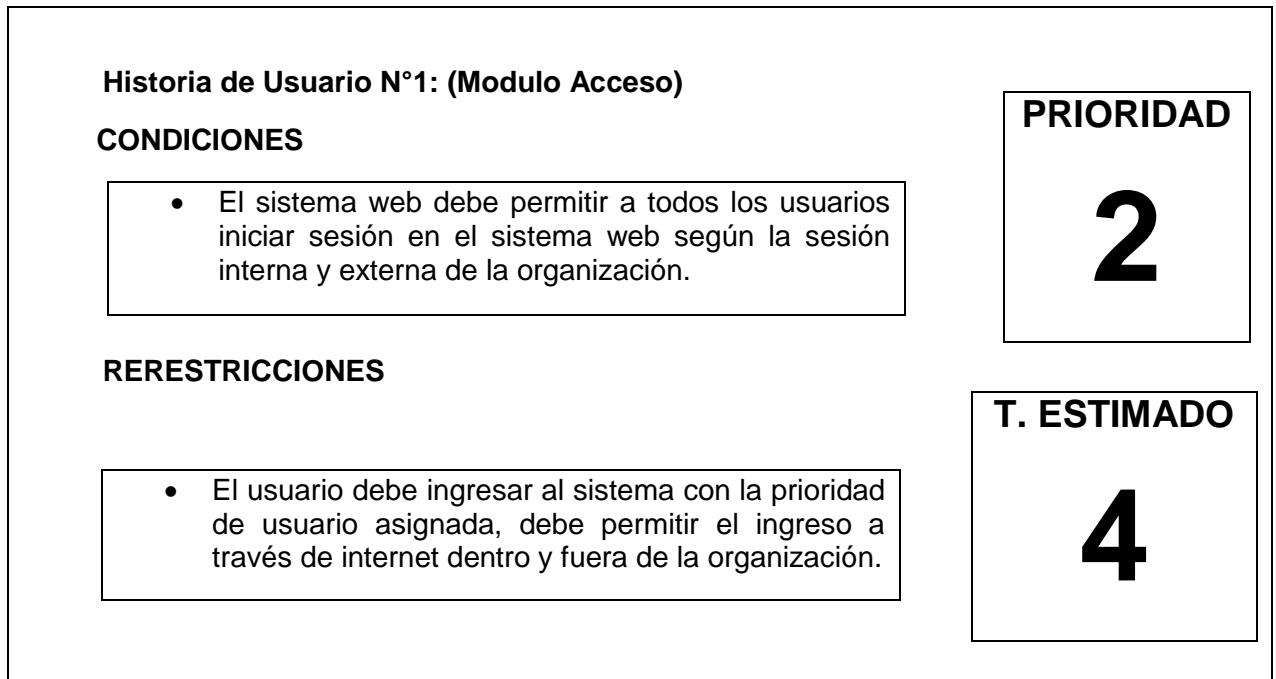 Historia de Usuario N°1: (Modulo Acceso)
CONDICIONES
• El sistema web debe permitir a todos los usuarios
iniciar sesión en el sistema web según la sesión
interna y externa de la organización.
PRIORIDAD
2
RERESTRICCIONES
• El usuario debe ingresar al sistema con la prioridad
de usuario asignada, debe permitir el ingreso a
través de internet dentro y fuera de la organización.
T. ESTIMADO
4